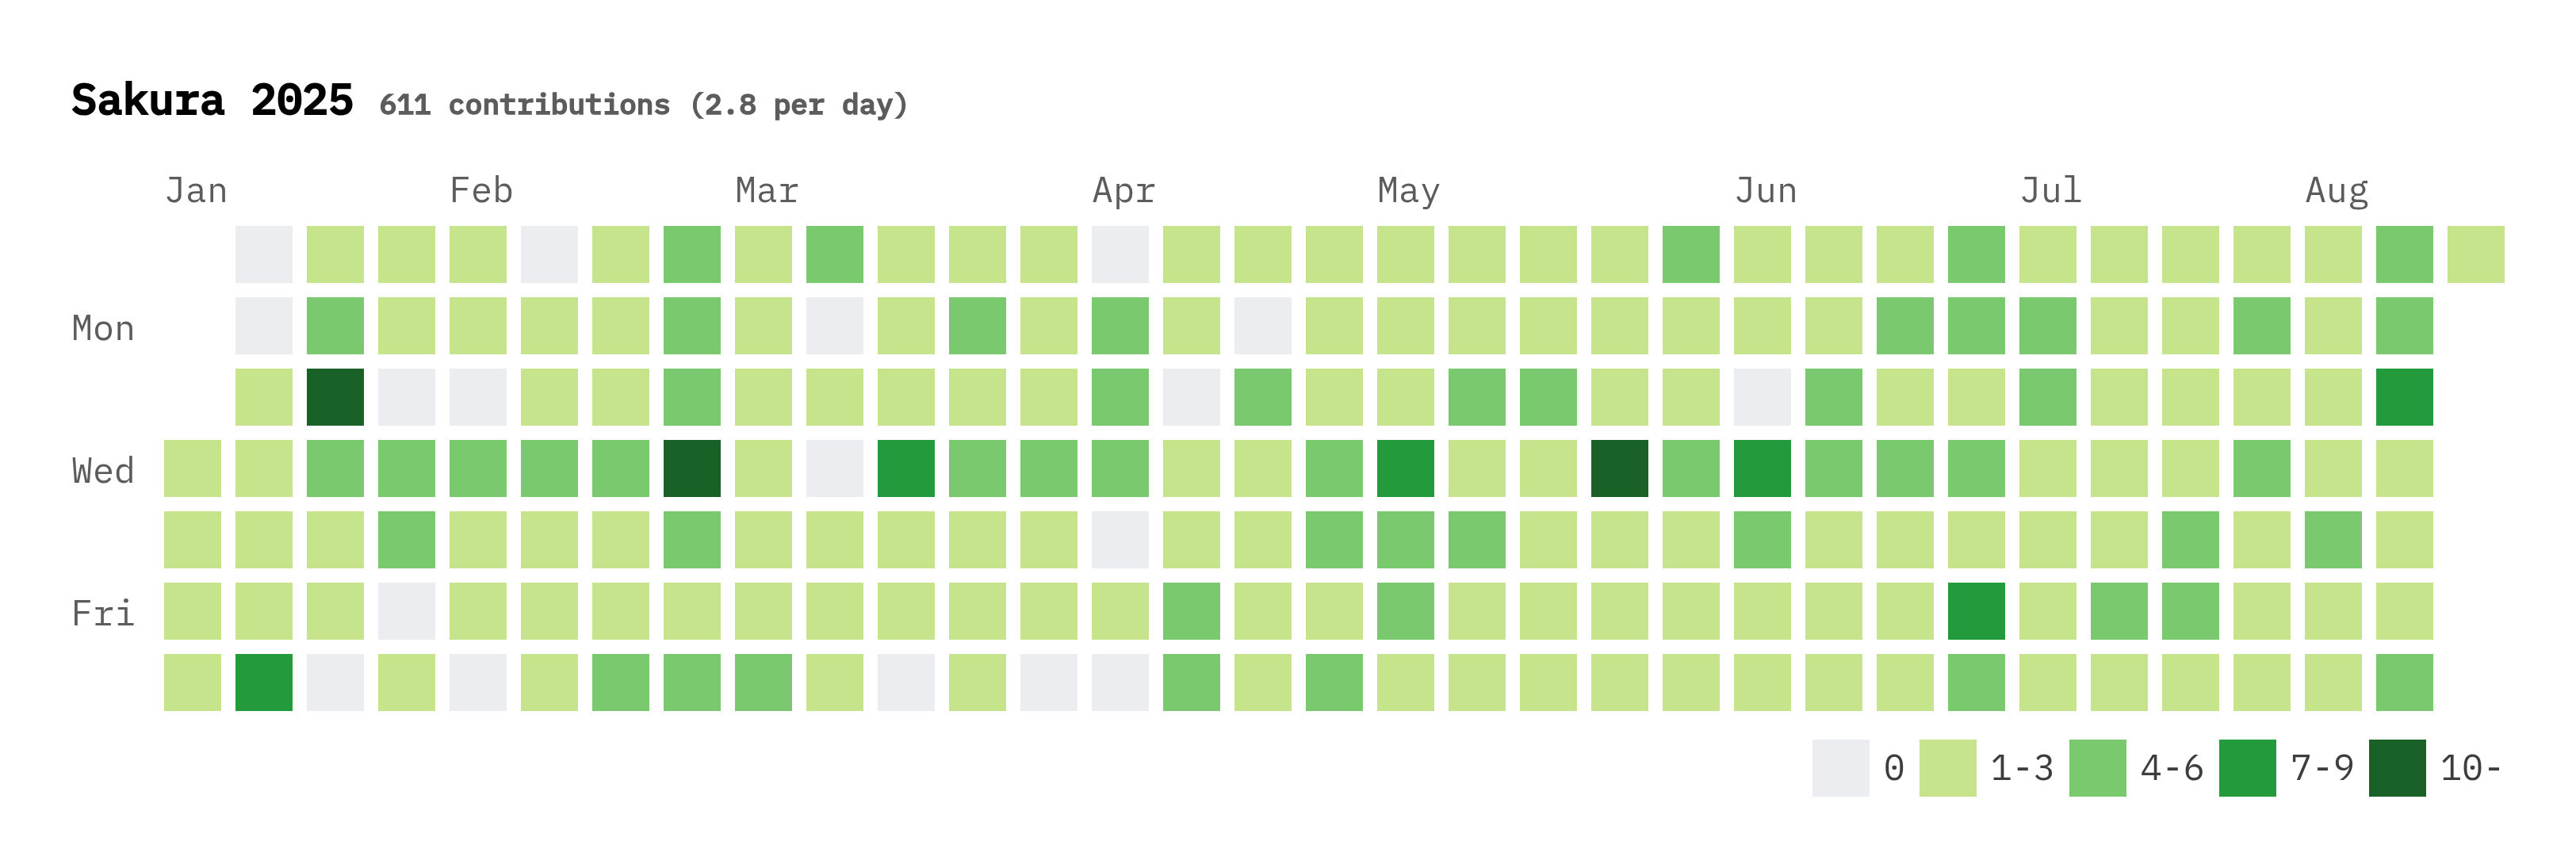 Sakura 2025 611 contributions (2.8 per day)
Jan Feb Mar Apr May Jun Jul Aug
Mon
Wed
Fri
0 1-3 4-6 7-9 10-